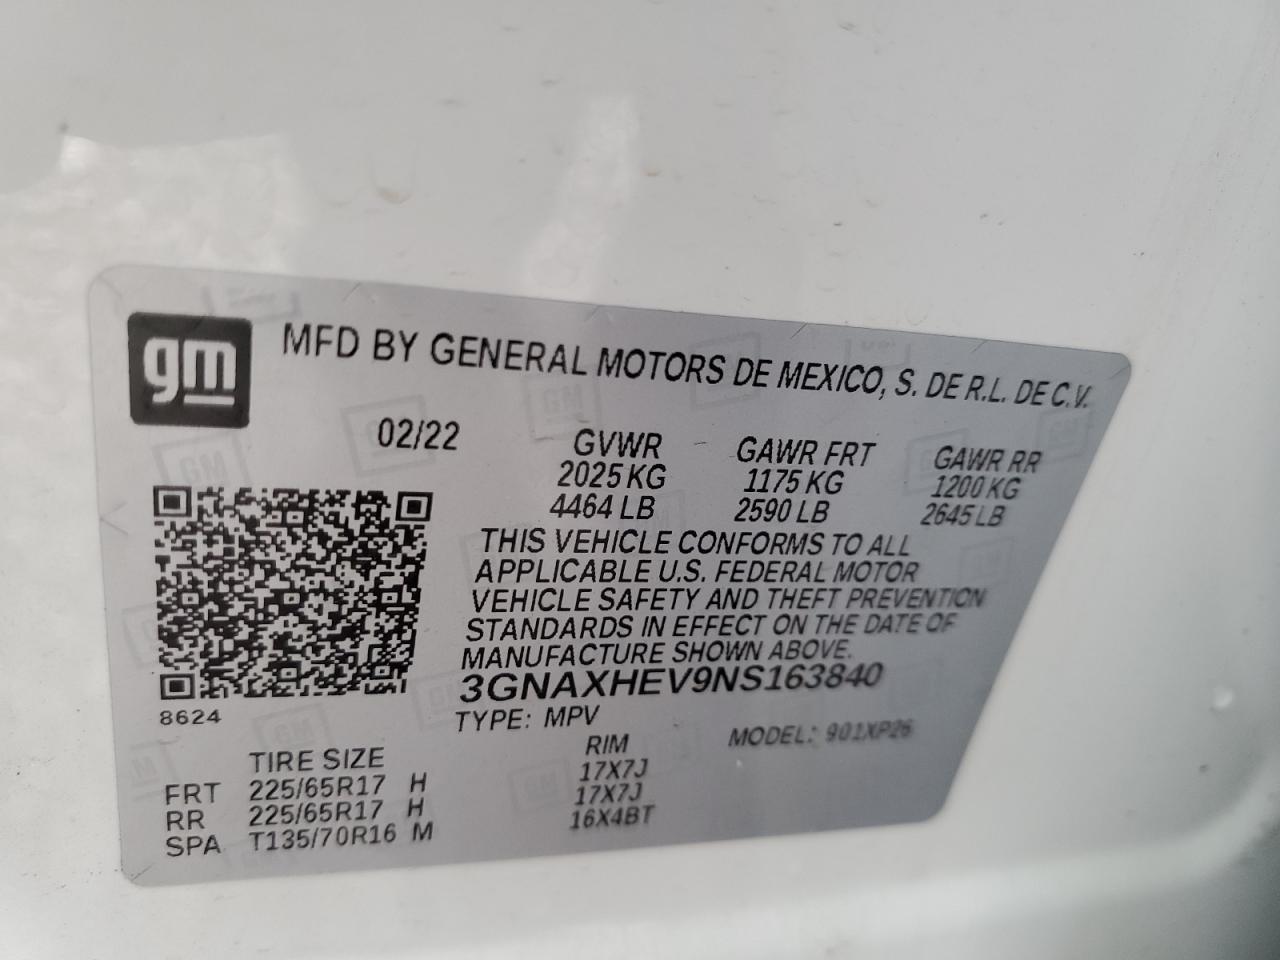 gm
MFD BY GENERAL MOTORS DE MEXICO, S. DE R.L. DE C.V.
02/22 GVWR GAWR FRT GAWR RR
2025 KG 1175 KG 1200 KG
4464 LB 2590 LB 2645 LB
THIS VEHICLE CONFORMS TO ALL
APPLICABLE U.S. FEDERAL MOTOR
VEHICLE SAFETY AND THEFT PREVENTION
STANDARDS IN EFFECT ON THE DATE OF
MANUFACTURE SHOWN ABOVE.
3GNAXHEV9NS163840
8624 TYPE: MPV MODEL: 901XP26
TIRE SIZE RIM
FRT 225/65R17 H 17X7J
RR 225/65R17 H 17X7J
SPA T135/70R16 M 16X4BT